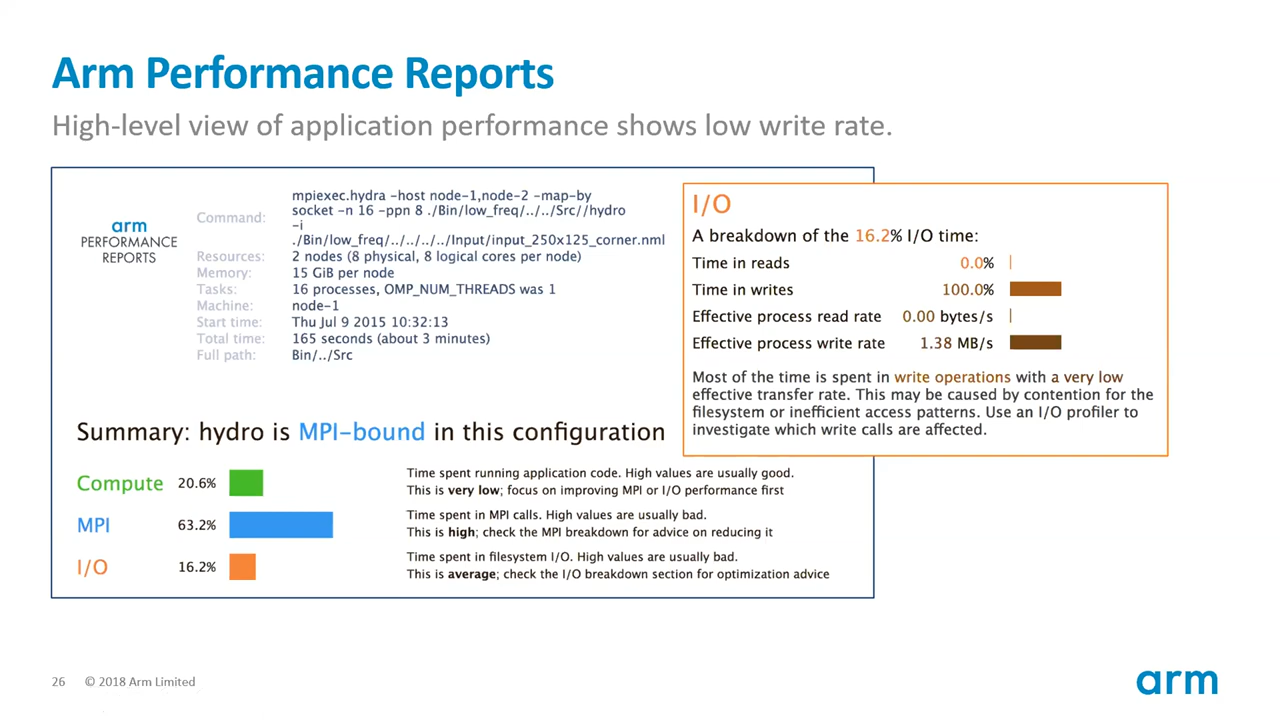 Arm Performance Reports
High-level view of application performance shows low write rate.
arm
PERFORMANCE
REPORTS
Command:
mpiexec.hydra -host node-1,node-2 -map-by
socket -n 16 -ppn 8 ./Bin/low_freq/../../Src//hydro
-i
./Bin/low_freq/../../../../Input/input_250x125_corner.nml
Resources: 2 nodes (8 physical, 8 logical cores per node)
Memory: 15 GiB per node
Tasks: 16 processes, OMP_NUM_THREADS was 1
Machine: node-1
Start time: Thu Jul 9 2015 10:32:13
Total time: 165 seconds (about 3 minutes)
Full path: Bin/../Src
I/O
A breakdown of the 16.2% I/O time:
Time in reads 0.0%
Time in writes 100.0%
Effective process read rate 0.00 bytes/s
Effective process write rate 1.38 MB/s
Most of the time is spent in write operations with a very low
effective transfer rate. This may be caused by contention for the
filesystem or inefficient access patterns. Use an I/O profiler to
investigate which write calls are affected.
Summary: hydro is MPI-bound in this configuration
Compute 20.6%
Time spent running application code. High values are usually good.
This is very low; focus on improving MPI or I/O performance first
MPI 63.2%
Time spent in MPI calls. High values are usually bad.
This is high; check the MPI breakdown for advice on reducing it
I/O 16.2%
Time spent in filesystem I/O. High values are usually bad.
This is average; check the I/O breakdown section for optimization advice
26 © 2018 Arm Limited
arm